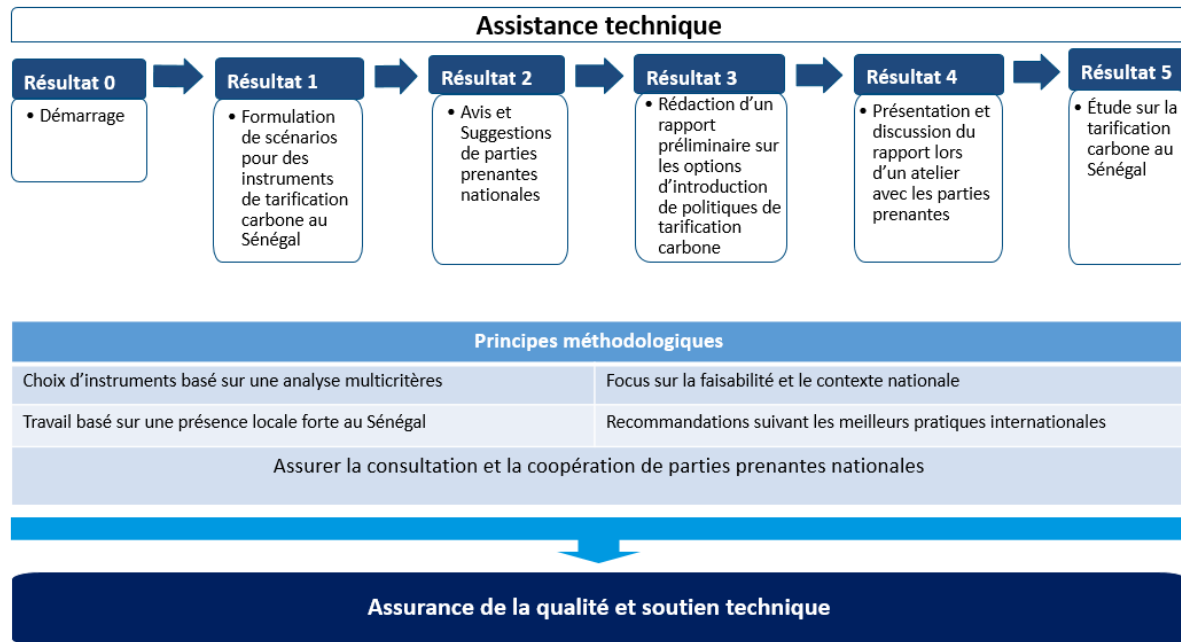 Assistance technique
Résultat 0
• Démarrage
Résultat 1
• Formulation
de scénarios
pour des
instruments
de tarification
carbone au
Sénégal
Résultat 2
• Avis et
Suggestions
de parties
prenantes
nationales
Résultat 3
• Rédaction d’un
rapport
préliminaire sur
les options
d’introduction
de politiques de
tarification
carbone
Résultat 4
• Présentation et
discussion du
rapport lors
d’un atelier
avec les parties
prenantes
Résultat 5
• Étude sur la
tarification
carbone au
Sénégal
Principes méthodologiques
Choix d’instruments basé sur une analyse multicritères
Focus sur la faisabilité et le contexte nationale
Travail basé sur une présence locale forte au Sénégal
Recommandations suivant les meilleurs pratiques internationales
Assurer la consultation et la coopération de parties prenantes nationales
Assurance de la qualité et soutien technique